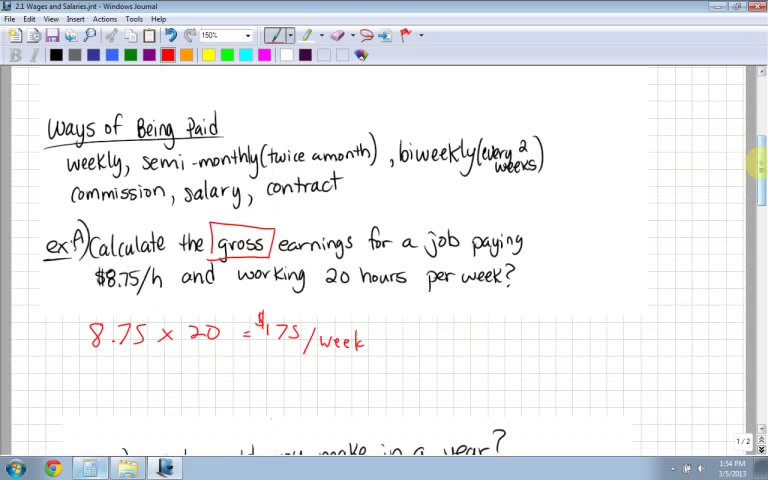 2.1 Wages and Salaries.jnt - Windows Journal
File Edit View Insert Actions Tools Help
150%
B I
Ways of Being Paid
weekly, semi-monthly (twice a month), biweekly (every 2 weeks)
commission, salary, contract
ex: A) Calculate the gross earnings for a job paying
$8.75/h and working 20 hours per week?
8.75 x 20 = $175/week
make in a year?
1/2
1:54 PM
3/5/2013